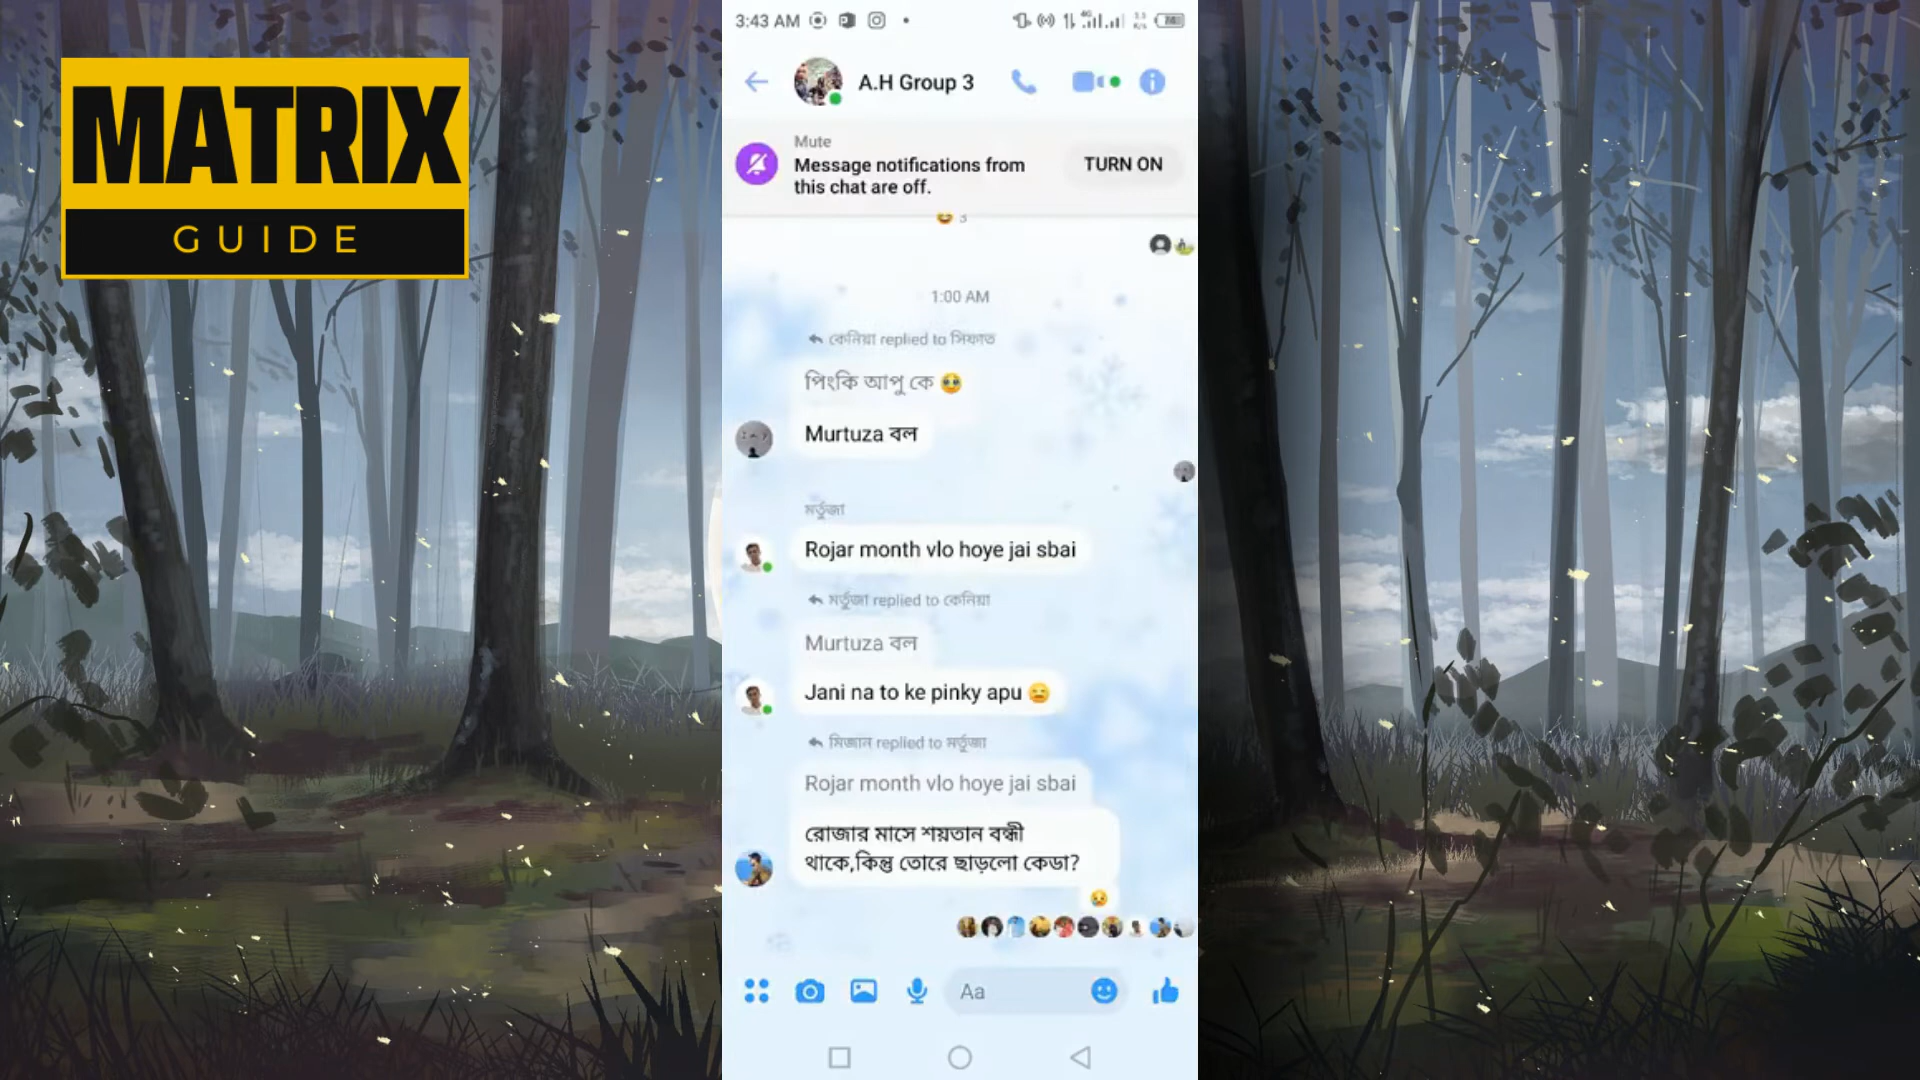 MATRIX
GUIDE
3:43 AM
A.H Group 3
Mute
Message notifications from
this chat are off.
TURN ON
3
1:00 AM
কেনিয়া replied to সিফাত
পিংকি আপু কে
Murtuza বল
মর্তুজা
Rojar month vlo hoye jai sbai
মর্তুজা replied to কেনিয়া
Murtuza বল
Jani na to ke pinky apu
মিজান replied to মর্তুজা
Rojar month vlo hoye jai sbai
রোজার মাসে শয়তান বন্ধী
থাকে,কিন্তু তোরে ছাড়লো কেডা?
Aa